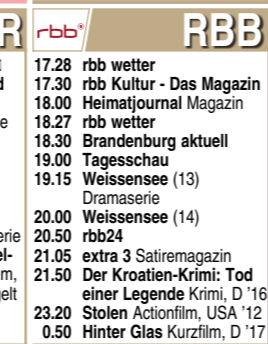 R
rbb
RBB
17.28 rbb wetter
17.30 rbb Kultur - Das Magazin
18.00 Heimatjournal Magazin
18.27 rbb wetter
18.30 Brandenburg aktuell
19.00 Tagesschau
19.15 Weissensee (13)
Dramaserie
20.00 Weissensee (14)
20.50 rbb24
21.05 extra 3 Satiremagazin
21.50 Der Kroatien-Krimi: Tod
einer Legende Krimi, D '16
23.20 Stolen Actionfilm, USA '12
0.50 Hinter Glas Kurzfilm, D '17